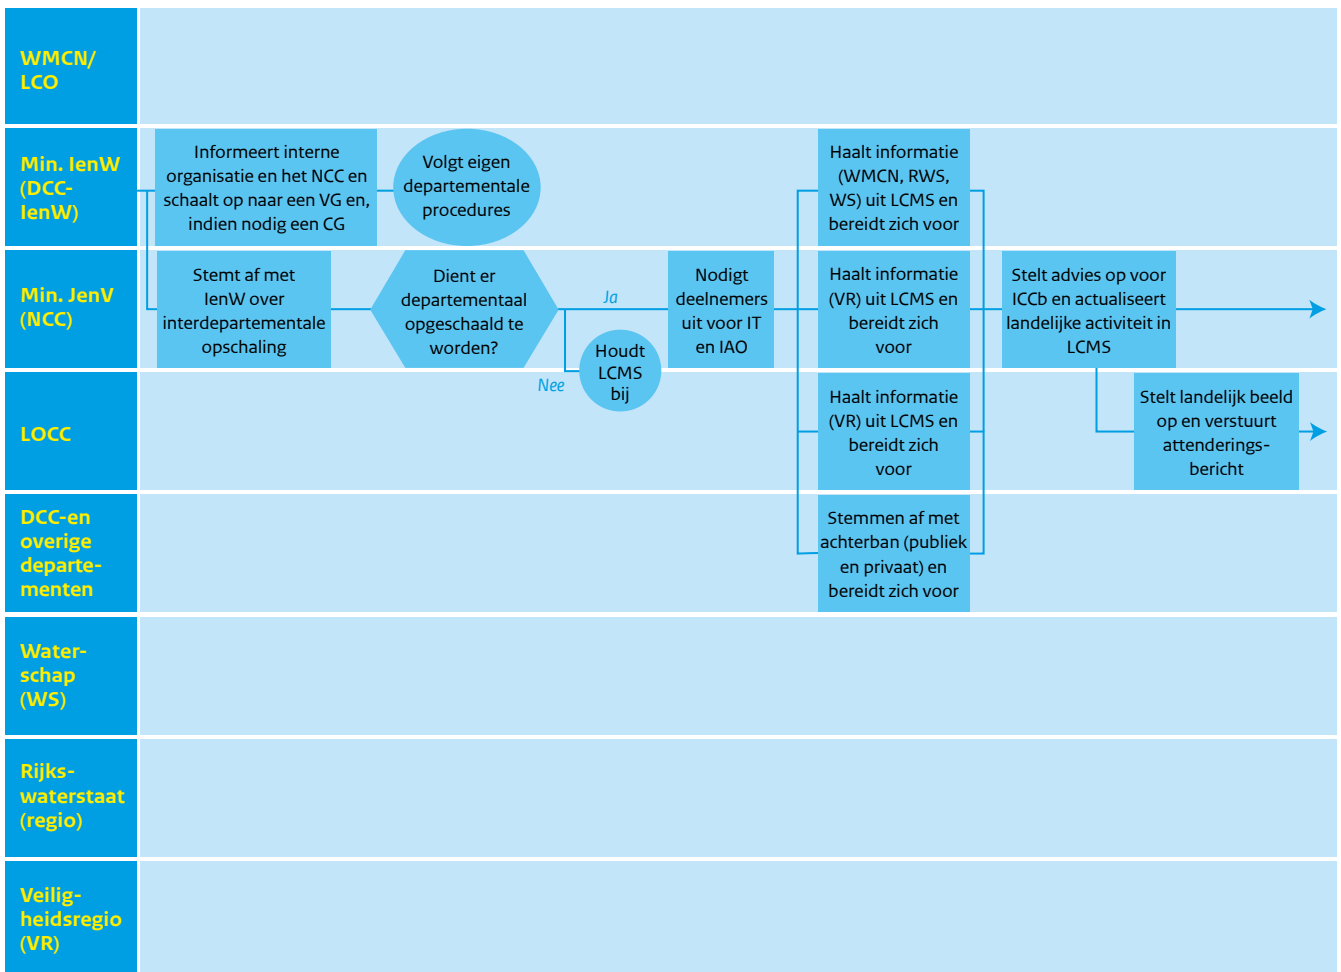 WMCN/
LCO
Min. IenW
(DCC-
IenW)
Informeert interne
organisatie en het NCC en
schaalt op naar een VG en,
indien nodig een CG
Volgt eigen
departementale
procedures
Haalt informatie
(WMCN, RWS,
WS) uit LCMS en
bereidt zich voor
Min. JenV
(NCC)
Stemt af met
IenW over
interdepartementale
opschaling
Dient er
departementaal
opgeschaald te
worden?
Ja
Nee
Houdt
LCMS
bij
Nodigt
deelnemers
uit voor IT
en IAO
Haalt informatie
(VR) uit LCMS en
bereidt zich
voor
Stelt advies op voor
ICCb en actualiseert
landelijke activiteit in
LCMS
LOCC
Haalt informatie
(VR) uit LCMS en
bereidt zich
voor
Stelt landelijk beeld
op en verstuurt
attenderings-
bericht
DCC-en
overige
departe-
menten
Stemmen af met
achterban (publiek
en privaat) en
bereidt zich voor
Water-
schap
(WS)
Rijks-
waterstaat
(regio)
Veilig-
heidsregio
(VR)